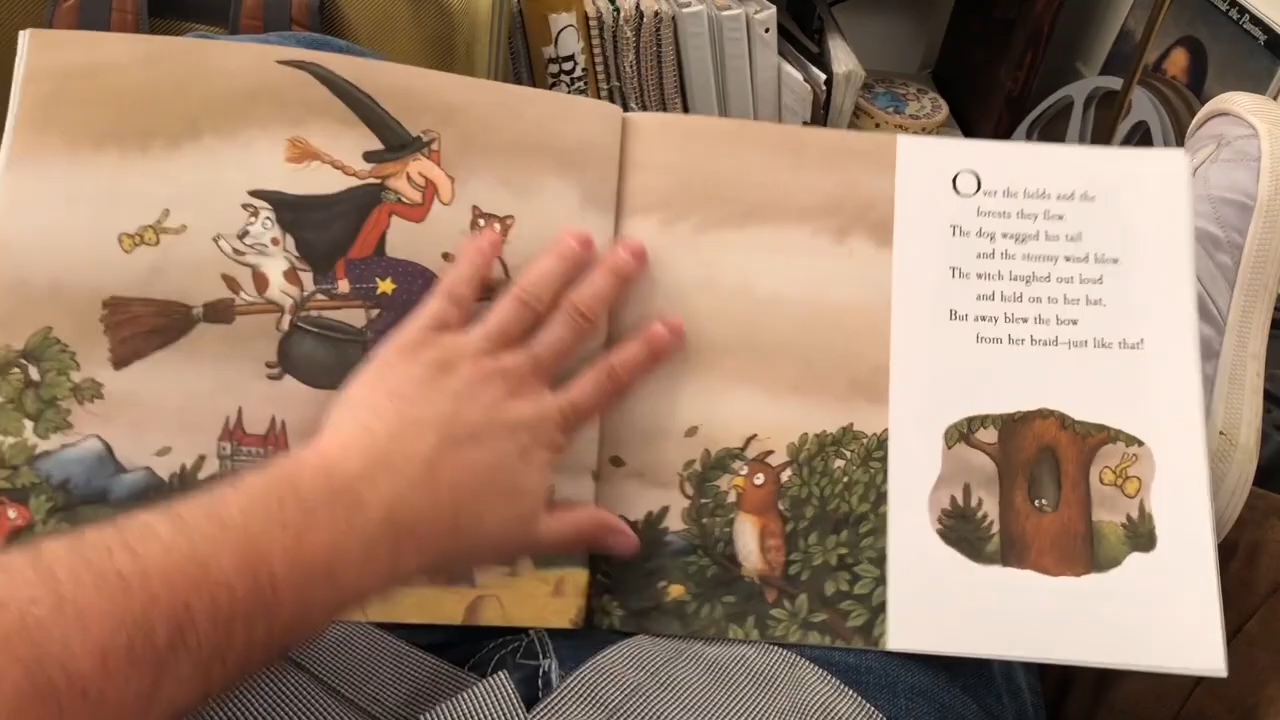 Over the fields and the
forests they flew.
The dog wagged his tail
and the stormy wind blew.
The witch laughed out loud
and held on to her hat,
But away blew the bow
from her braid—just like that!